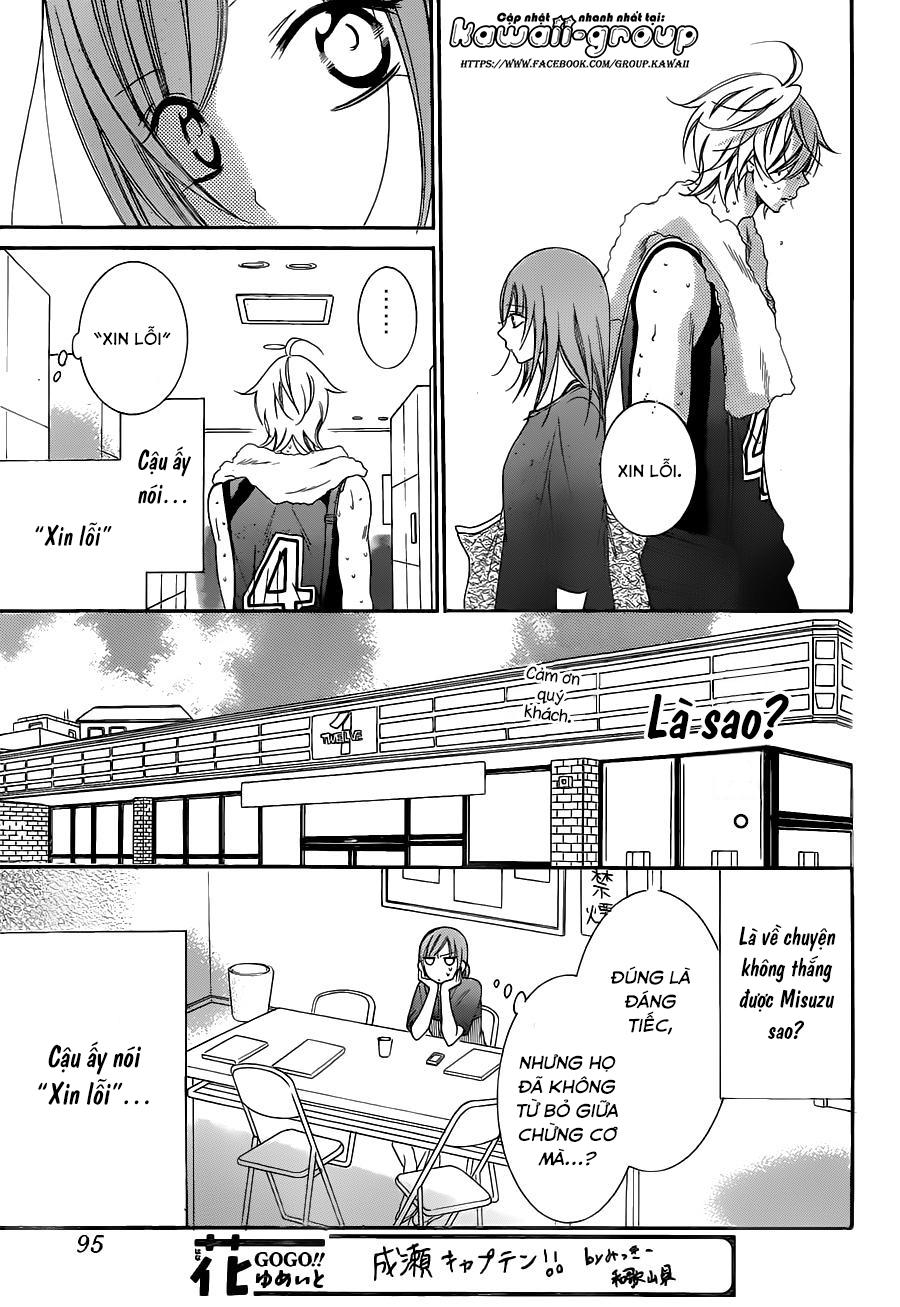 Cập nhật nhanh nhất tại:
kawaii-group
HTTPS://WWW.FACEBOOK.COM/GROUP.KAWAII
XIN LỖI.
"XIN LỖI"
Cậu ấy
nói...
"Xin lỗi"
Cảm ơn
quý
khách.
Là sao?
TWELVE
禁煙
Là về chuyện
không thắng
được Misuzu
sao?
ĐÚNG LÀ
ĐÁNG
TIẾC,
NHƯNG HỌ
ĐÃ KHÔNG
TỪ BỎ GIỮA
CHỪNG CƠ
MÀ...?
Cậu ấy nói
"Xin lỗi"...
4
4
95
花
GOGO!!
ゆめいと
成瀬キャプテン!!
byみっきー
和歌山県